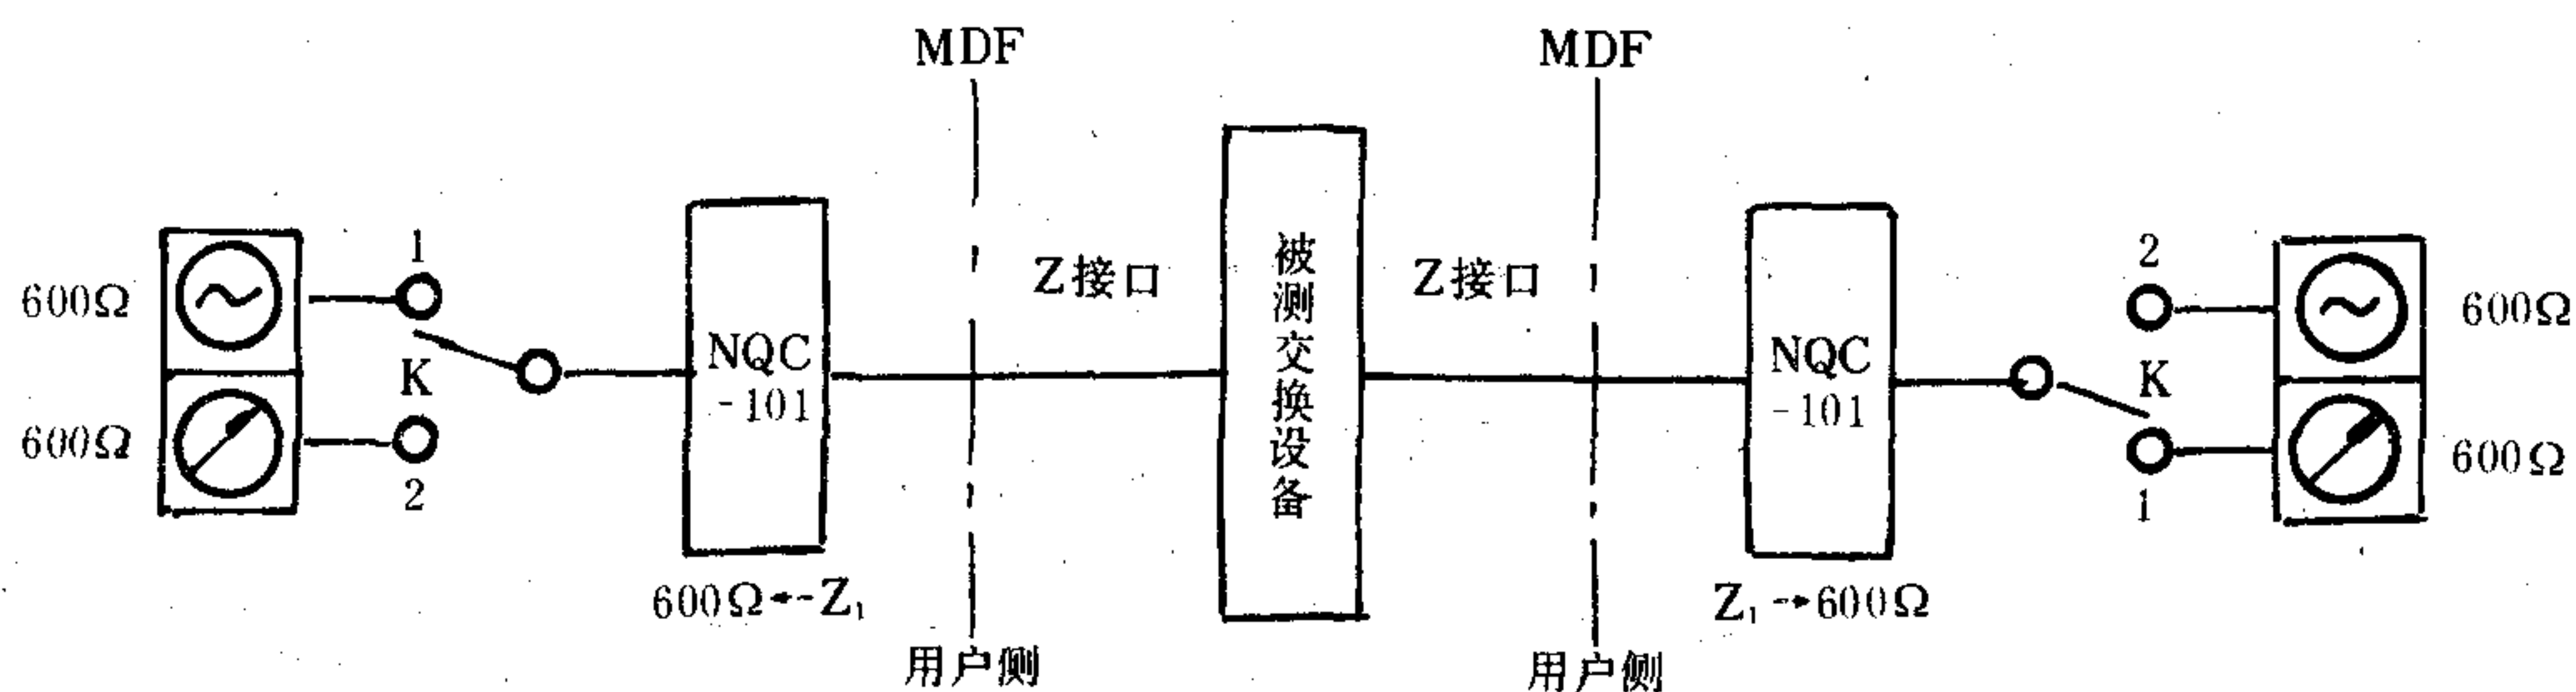 MDF
MDF
1
2
600Ω
Z接口
被测交换设备
Z接口
600Ω
NQC
-101
K
NQC
-101
K
600Ω
2
1
600Ω
600Ω←-Z₁
Z₁-→600Ω
用户侧
用户侧